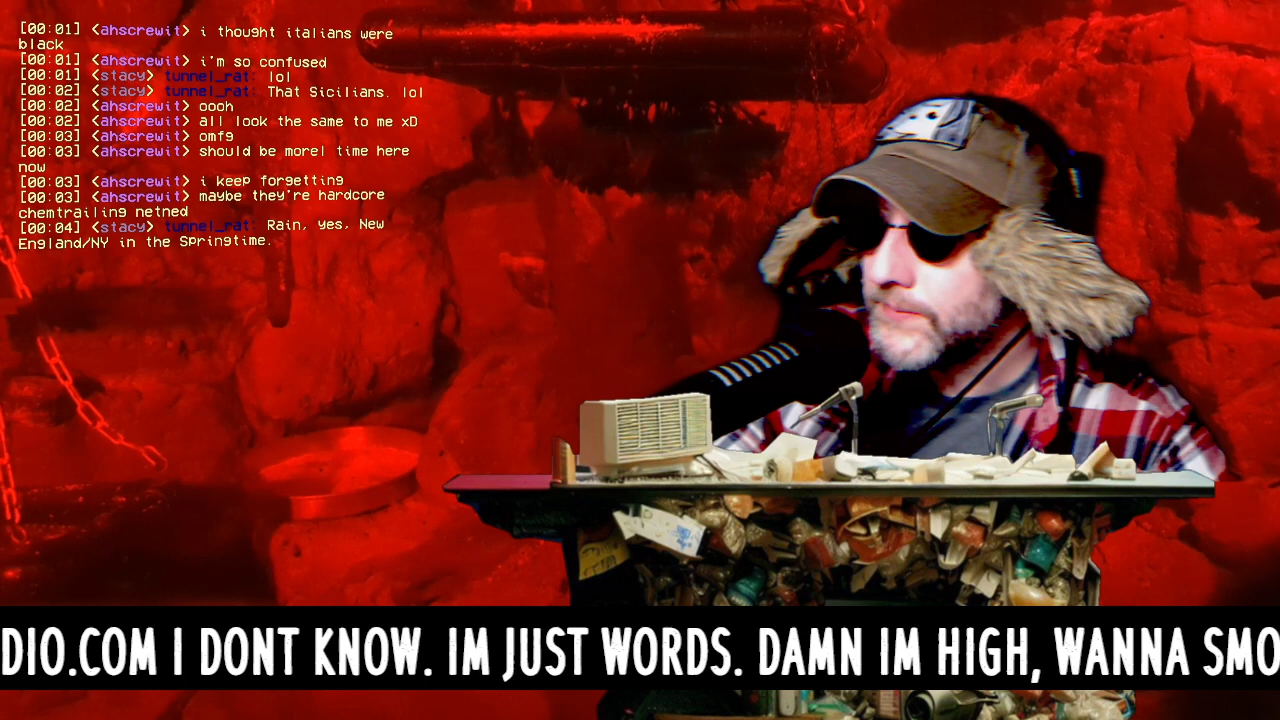 [00:01] <ahscrewit> i thought italians were
black
[00:01] <ahscrewit> i'm so confused
[00:01] <stacy> tunnel_rat: lol
[00:02] <stacy> tunnel_rat: That Sicilians. lol
[00:02] <ahscrewit> oooh
[00:02] <ahscrewit> all look the same to me xD
[00:03] <ahscrewit> omfg
[00:03] <ahscrewit> should be morel time here
now
[00:03] <ahscrewit> i keep forgetting
[00:03] <ahscrewit> maybe they're hardcore
chemtrailing netned
[00:04] <stacy> tunnel_rat: Rain, yes, New
England/NY in the Springtime.
DIO.COM I DONT KNOW. IM JUST WORDS. DAMN IM HIGH, WANNA SMO